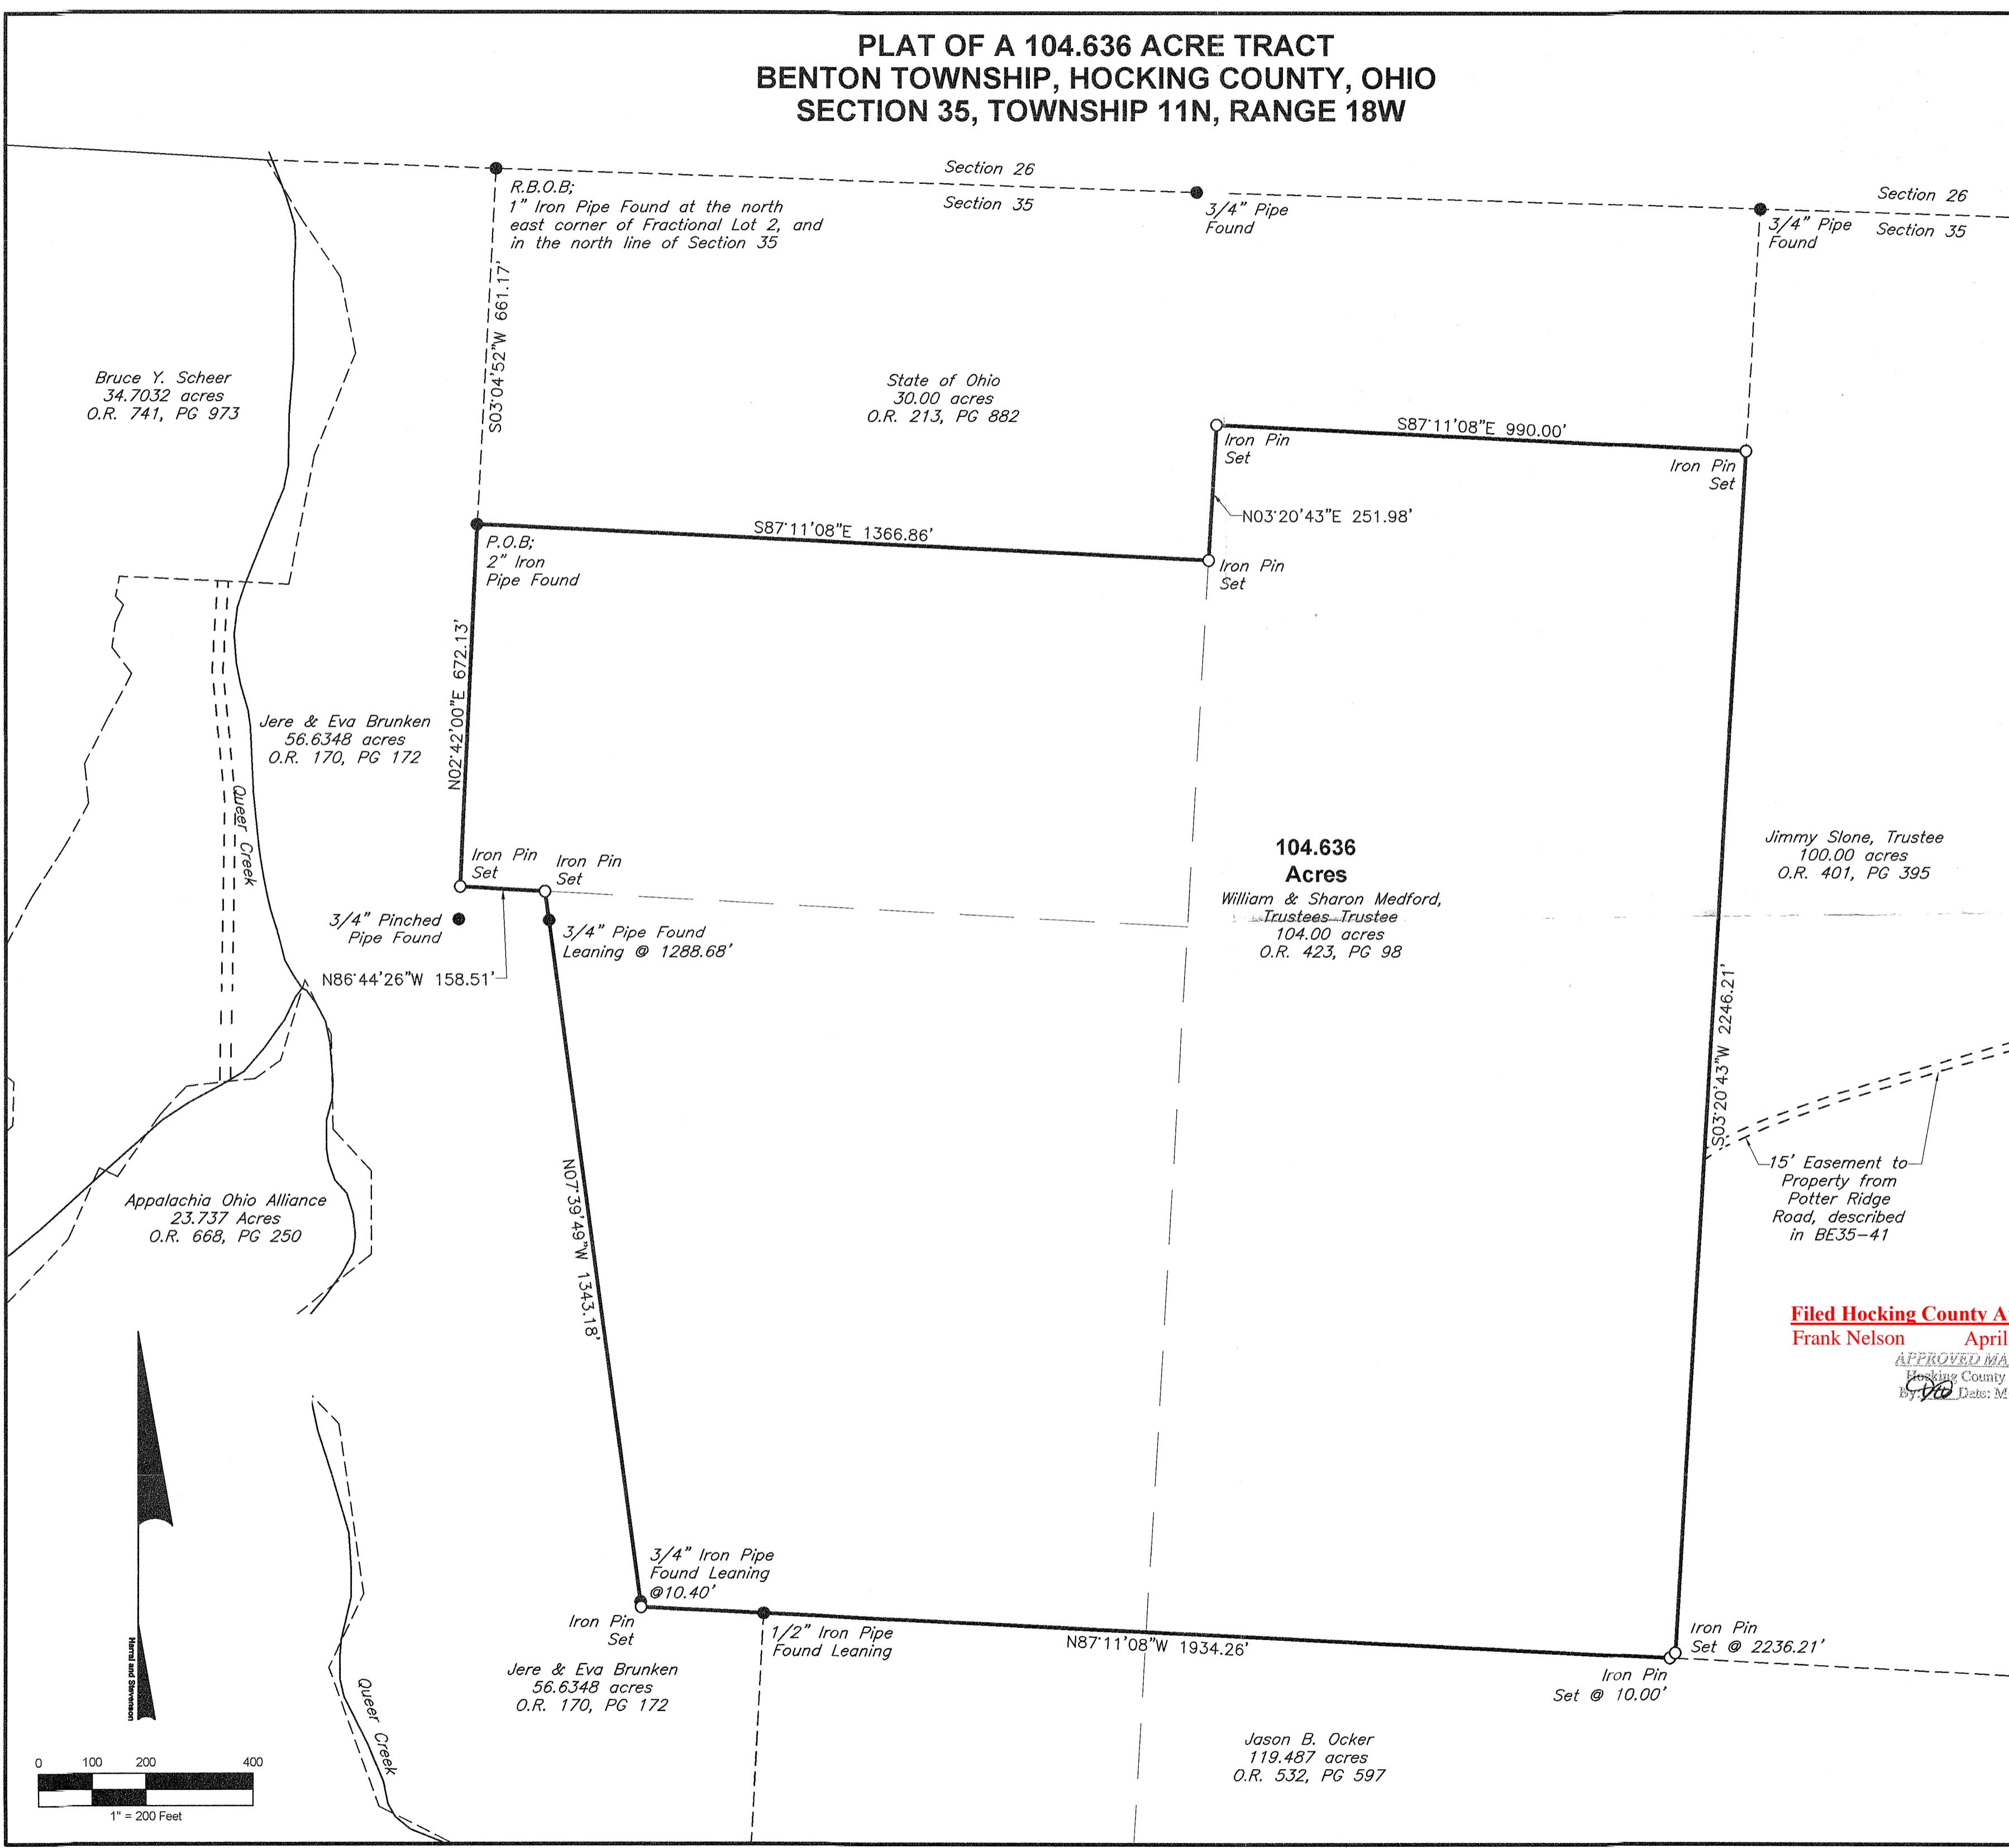 PLAT OF A 104.636 ACRE TRACT
BENTON TOWNSHIP, HOCKING COUNTY, OHIO
SECTION 35, TOWNSHIP 11N, RANGE 18W
Section 26
Section 35
R.B.O.B;
1" Iron Pipe Found at the north
east corner of Fractional Lot 2, and
in the north line of Section 35
3/4" Pipe
Found
Section 26
Section 35
3/4" Pipe
Found
S03°04'52"W 661.17'
Bruce Y. Scheer
34.7032 acres
O.R. 741, PG 973
State of Ohio
30.00 acres
O.R. 213, PG 882
S87°11'08"E 990.00'
Iron Pin
Set
Iron Pin
Set
N03°20'43"E 251.98'
S87°11'08"E 1366.86'
P.O.B;
2" Iron
Pipe Found
Iron Pin
Set
N02°42'00"E 672.13'
Jere & Eva Brunken
56.6348 acres
O.R. 170, PG 172
Queer Creek
Iron Pin
Set
Iron Pin
Set
3/4" Pinched
Pipe Found
3/4" Pipe Found
Leaning @ 1288.68'
N86°44'26"W 158.51'
104.636
Acres
William & Sharon Medford,
Trustees Trustee
104.00 acres
O.R. 423, PG 98
Jimmy Slone, Trustee
100.00 acres
O.R. 401, PG 395
S03°20'43"W 2246.21'
15' Easement to
Property from
Potter Ridge
Road, described
in BE35-41
Appalachia Ohio Alliance
23.737 Acres
O.R. 668, PG 250
N07°39'49"W 1343.18'
Filed Hocking County A
Frank Nelson April
APPROVED MA
Hocking County
By: Date: M
3/4" Iron Pipe
Found Leaning
@10.40'
Iron Pin
Set
1/2" Iron Pipe
Found Leaning
N87°11'08"W 1934.26'
Iron Pin
Set @ 2236.21'
Iron Pin
Set @ 10.00'
Jere & Eva Brunken
56.6348 acres
O.R. 170, PG 172
Queer Creek
Jason B. Ocker
119.487 acres
O.R. 532, PG 597
Harral and Stevenson
0 100 200 400
1" = 200 Feet